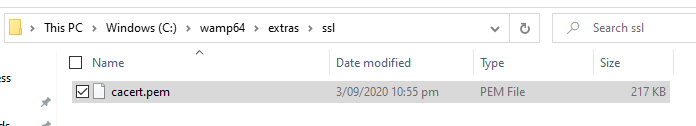 This PC > Windows (C:) > wamp64 > extras > ssl Search ssl
Name Date modified Type Size
ess
cacert.pem 3/09/2020 10:55 pm PEM File 217 KB
ds